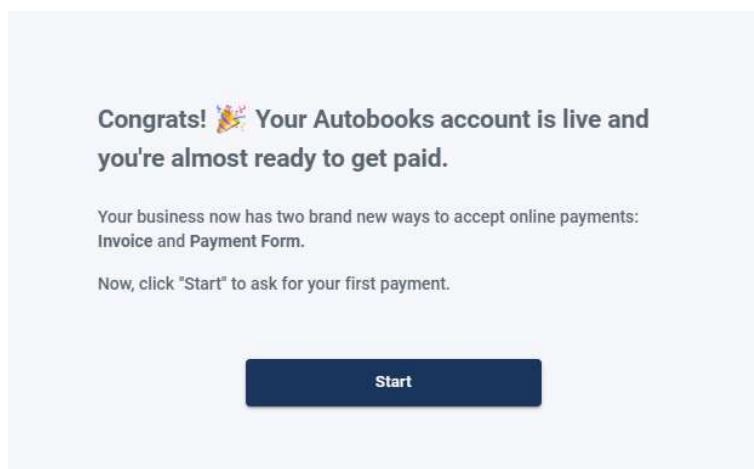 Congrats! 🎉 Your Autobooks account is live and
you're almost ready to get paid.
Your business now has two brand new ways to accept online payments:
Invoice and Payment Form.
Now, click "Start" to ask for your first payment.
Start